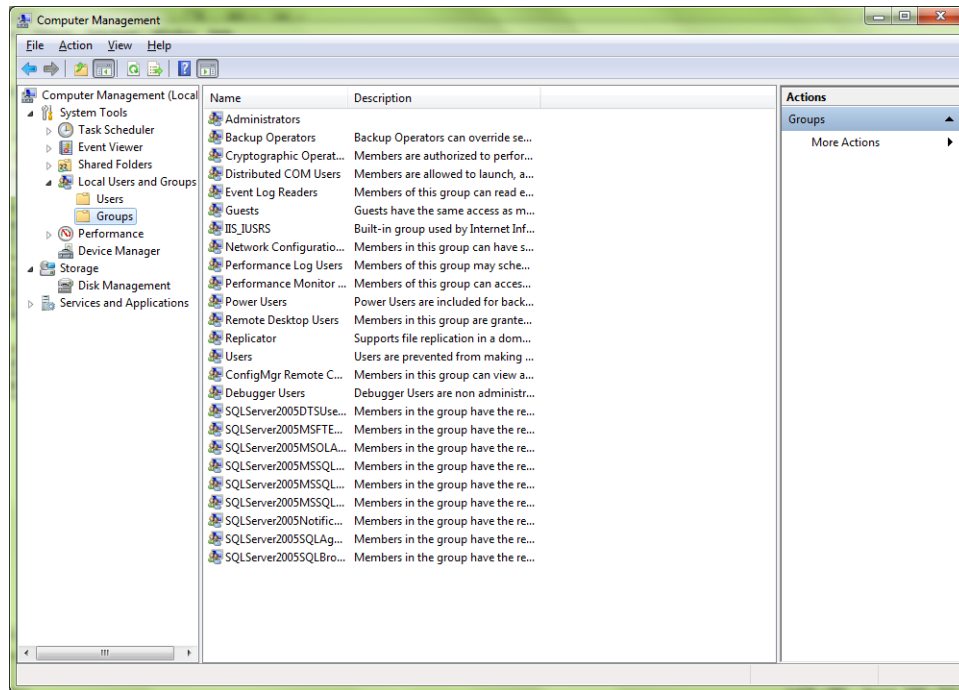 Computer Management
File Action View Help
Computer Management (Local
System Tools
Task Scheduler
Event Viewer
Shared Folders
Local Users and Groups
Users
Groups
Performance
Device Manager
Storage
Disk Management
Services and Applications
Name Description
Administrators
Backup Operators Backup Operators can override se...
Cryptographic Operat... Members are authorized to perfor...
Distributed COM Users Members are allowed to launch, a...
Event Log Readers Members of this group can read e...
Guests Guests have the same access as m...
IIS_IUSRS Built-in group used by Internet Inf...
Network Configuratio... Members in this group can have s...
Performance Log Users Members of this group may sche...
Performance Monitor ... Members of this group can acces...
Power Users Power Users are included for back...
Remote Desktop Users Members in this group are grante...
Replicator Supports file replication in a dom...
Users Users are prevented from making ...
ConfigMgr Remote C... Members in this group can view a...
Debugger Users Debugger Users are non administr...
SQLServer2005DTSUse... Members in the group have the re...
SQLServer2005MSFTE... Members in the group have the re...
SQLServer2005MSOLA... Members in the group have the re...
SQLServer2005MSSQL... Members in the group have the re...
SQLServer2005MSSQL... Members in the group have the re...
SQLServer2005MSSQL... Members in the group have the re...
SQLServer2005Notific... Members in the group have the re...
SQLServer2005SQLAg... Members in the group have the re...
SQLServer2005SQLBro... Members in the group have the re...
Actions
Groups
More Actions